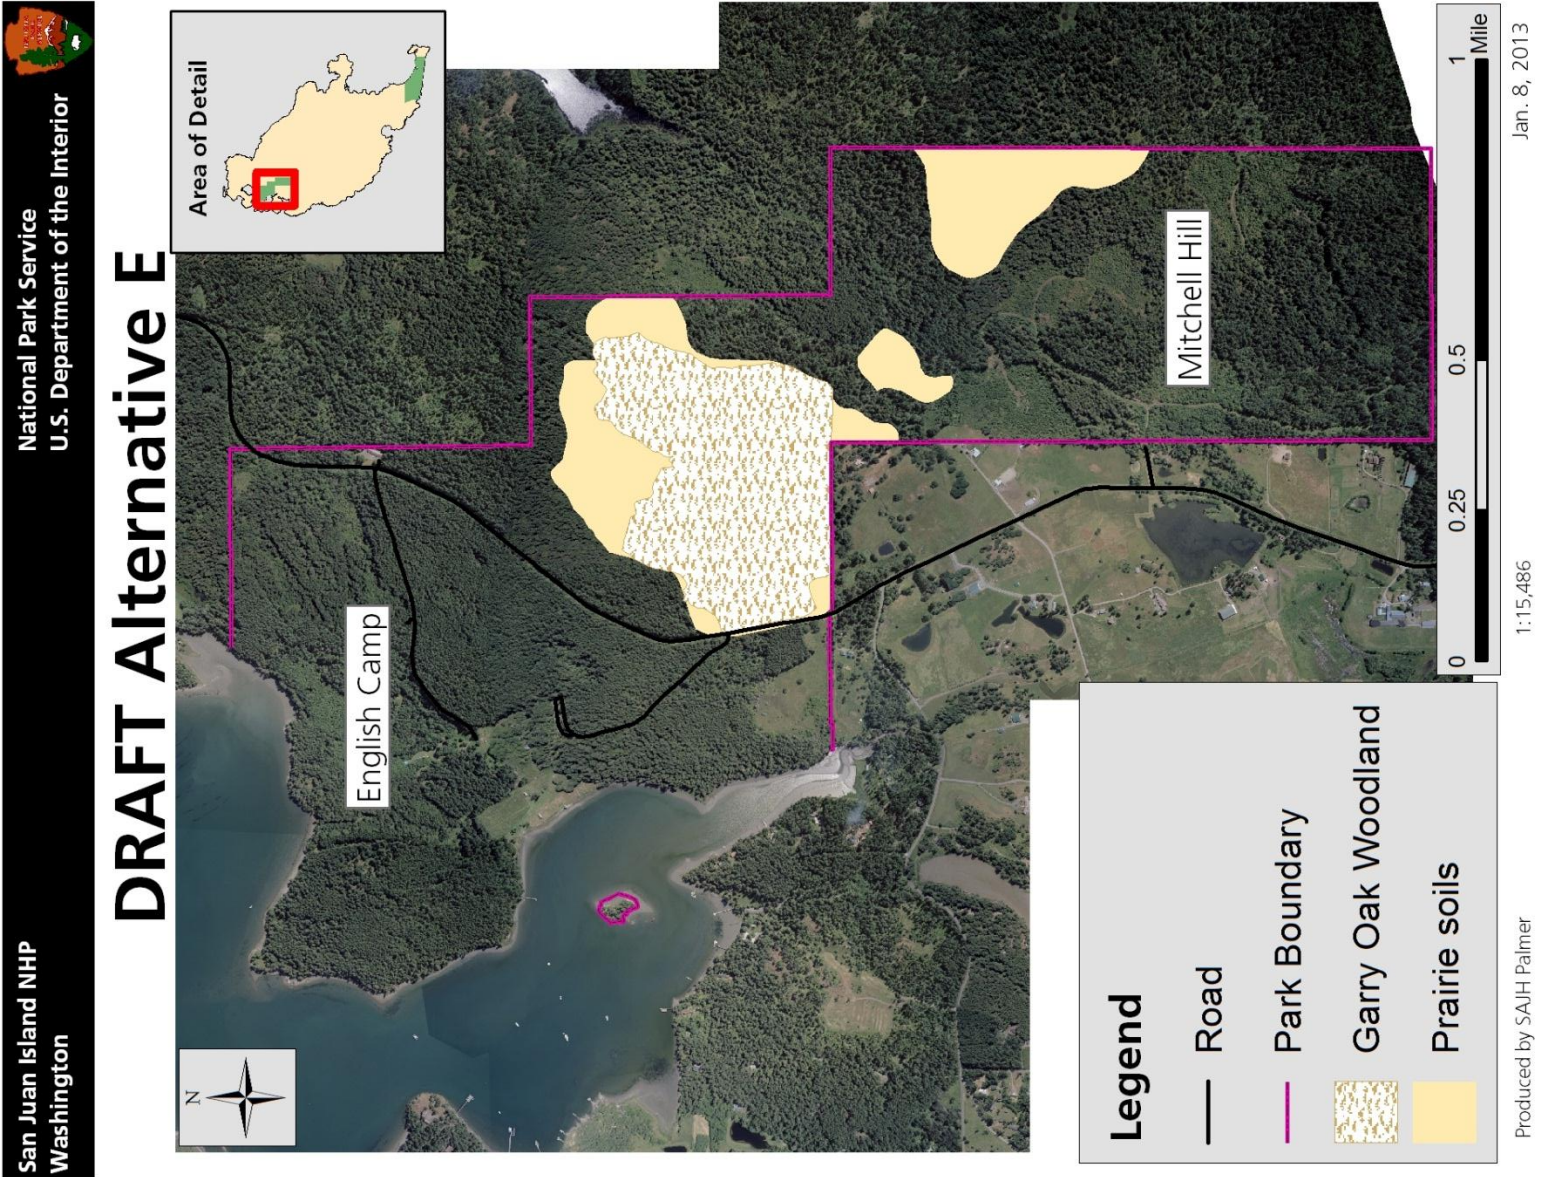 San Juan Island NHP
Washington
National Park Service
U.S. Department of the Interior
DRAFT Alternative E
N
Area of Detail
English Camp
Mitchell Hill
Legend
Road
Park Boundary
Garry Oak Woodland
Prairie soils
0 0.25 0.5 1
Mile
Produced by SAJH Palmer
1:15,486
Jan. 8, 2013